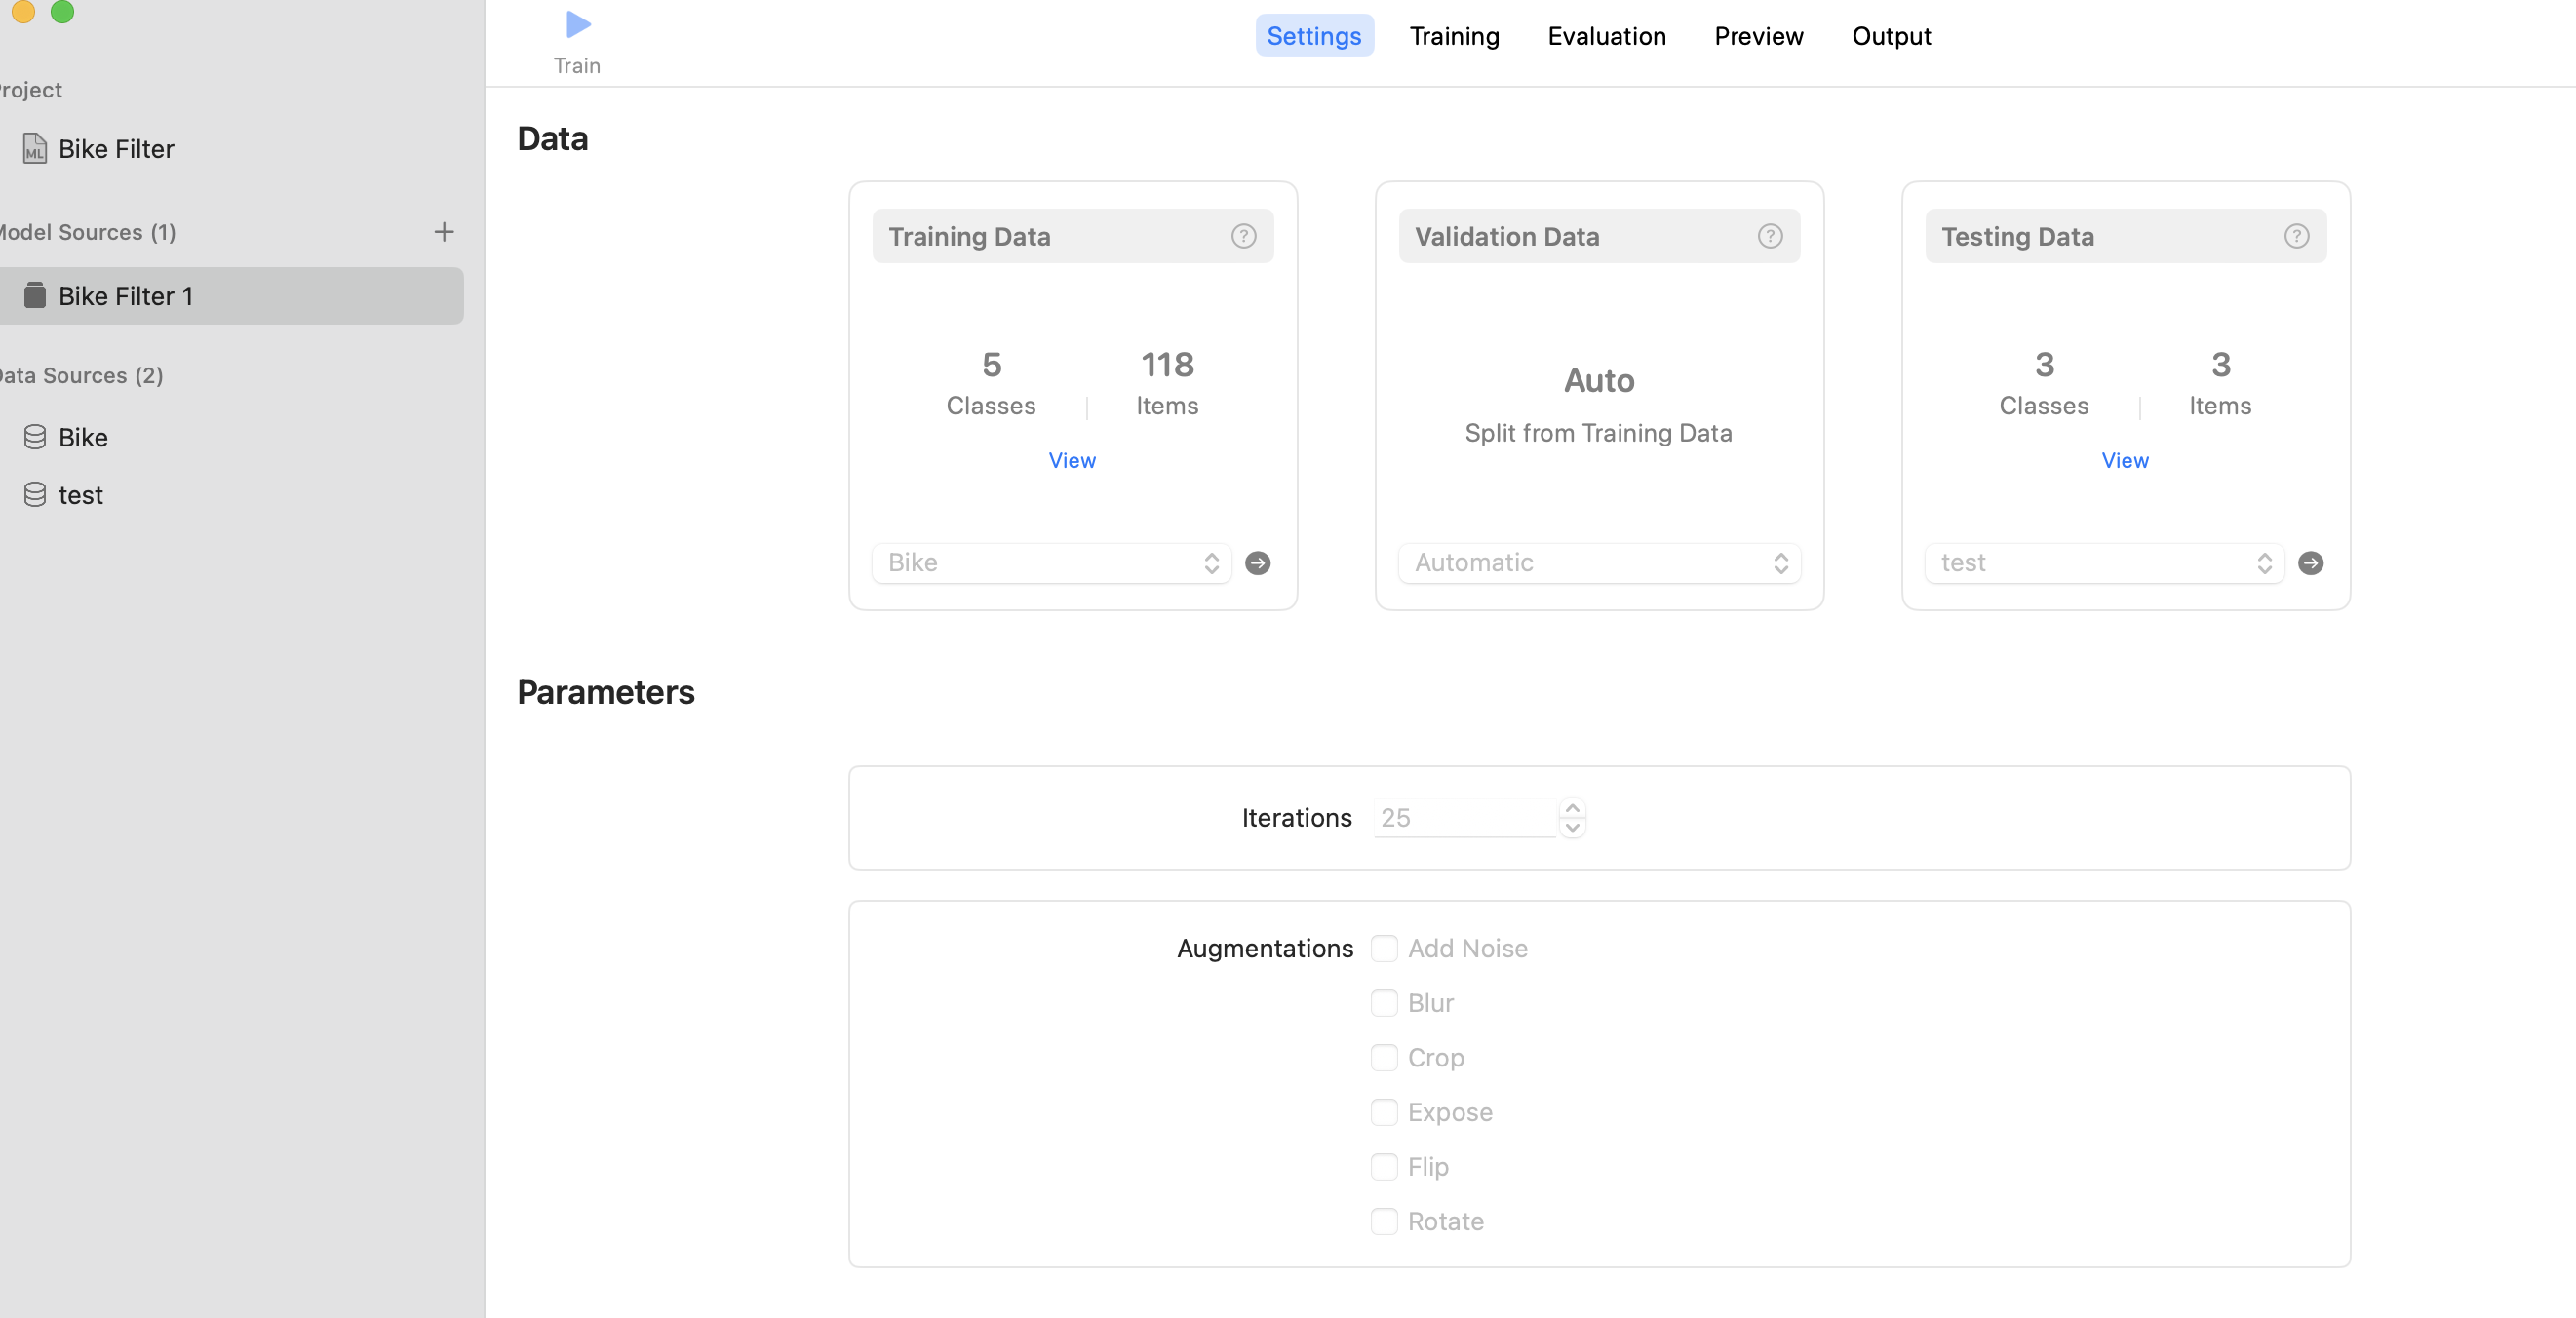 Train
Settings
Training
Evaluation
Preview
Output
roject
ML
Bike Filter
Model Sources (1)
Bike Filter 1
Data Sources (2)
Bike
test
Data
Training Data
?
5
118
Classes
Items
View
Bike
Validation Data
?
Auto
Split from Training Data
Automatic
Testing Data
?
3
3
Classes
Items
View
test
Parameters
Iterations 25
Augmentations
Add Noise
Blur
Crop
Expose
Flip
Rotate